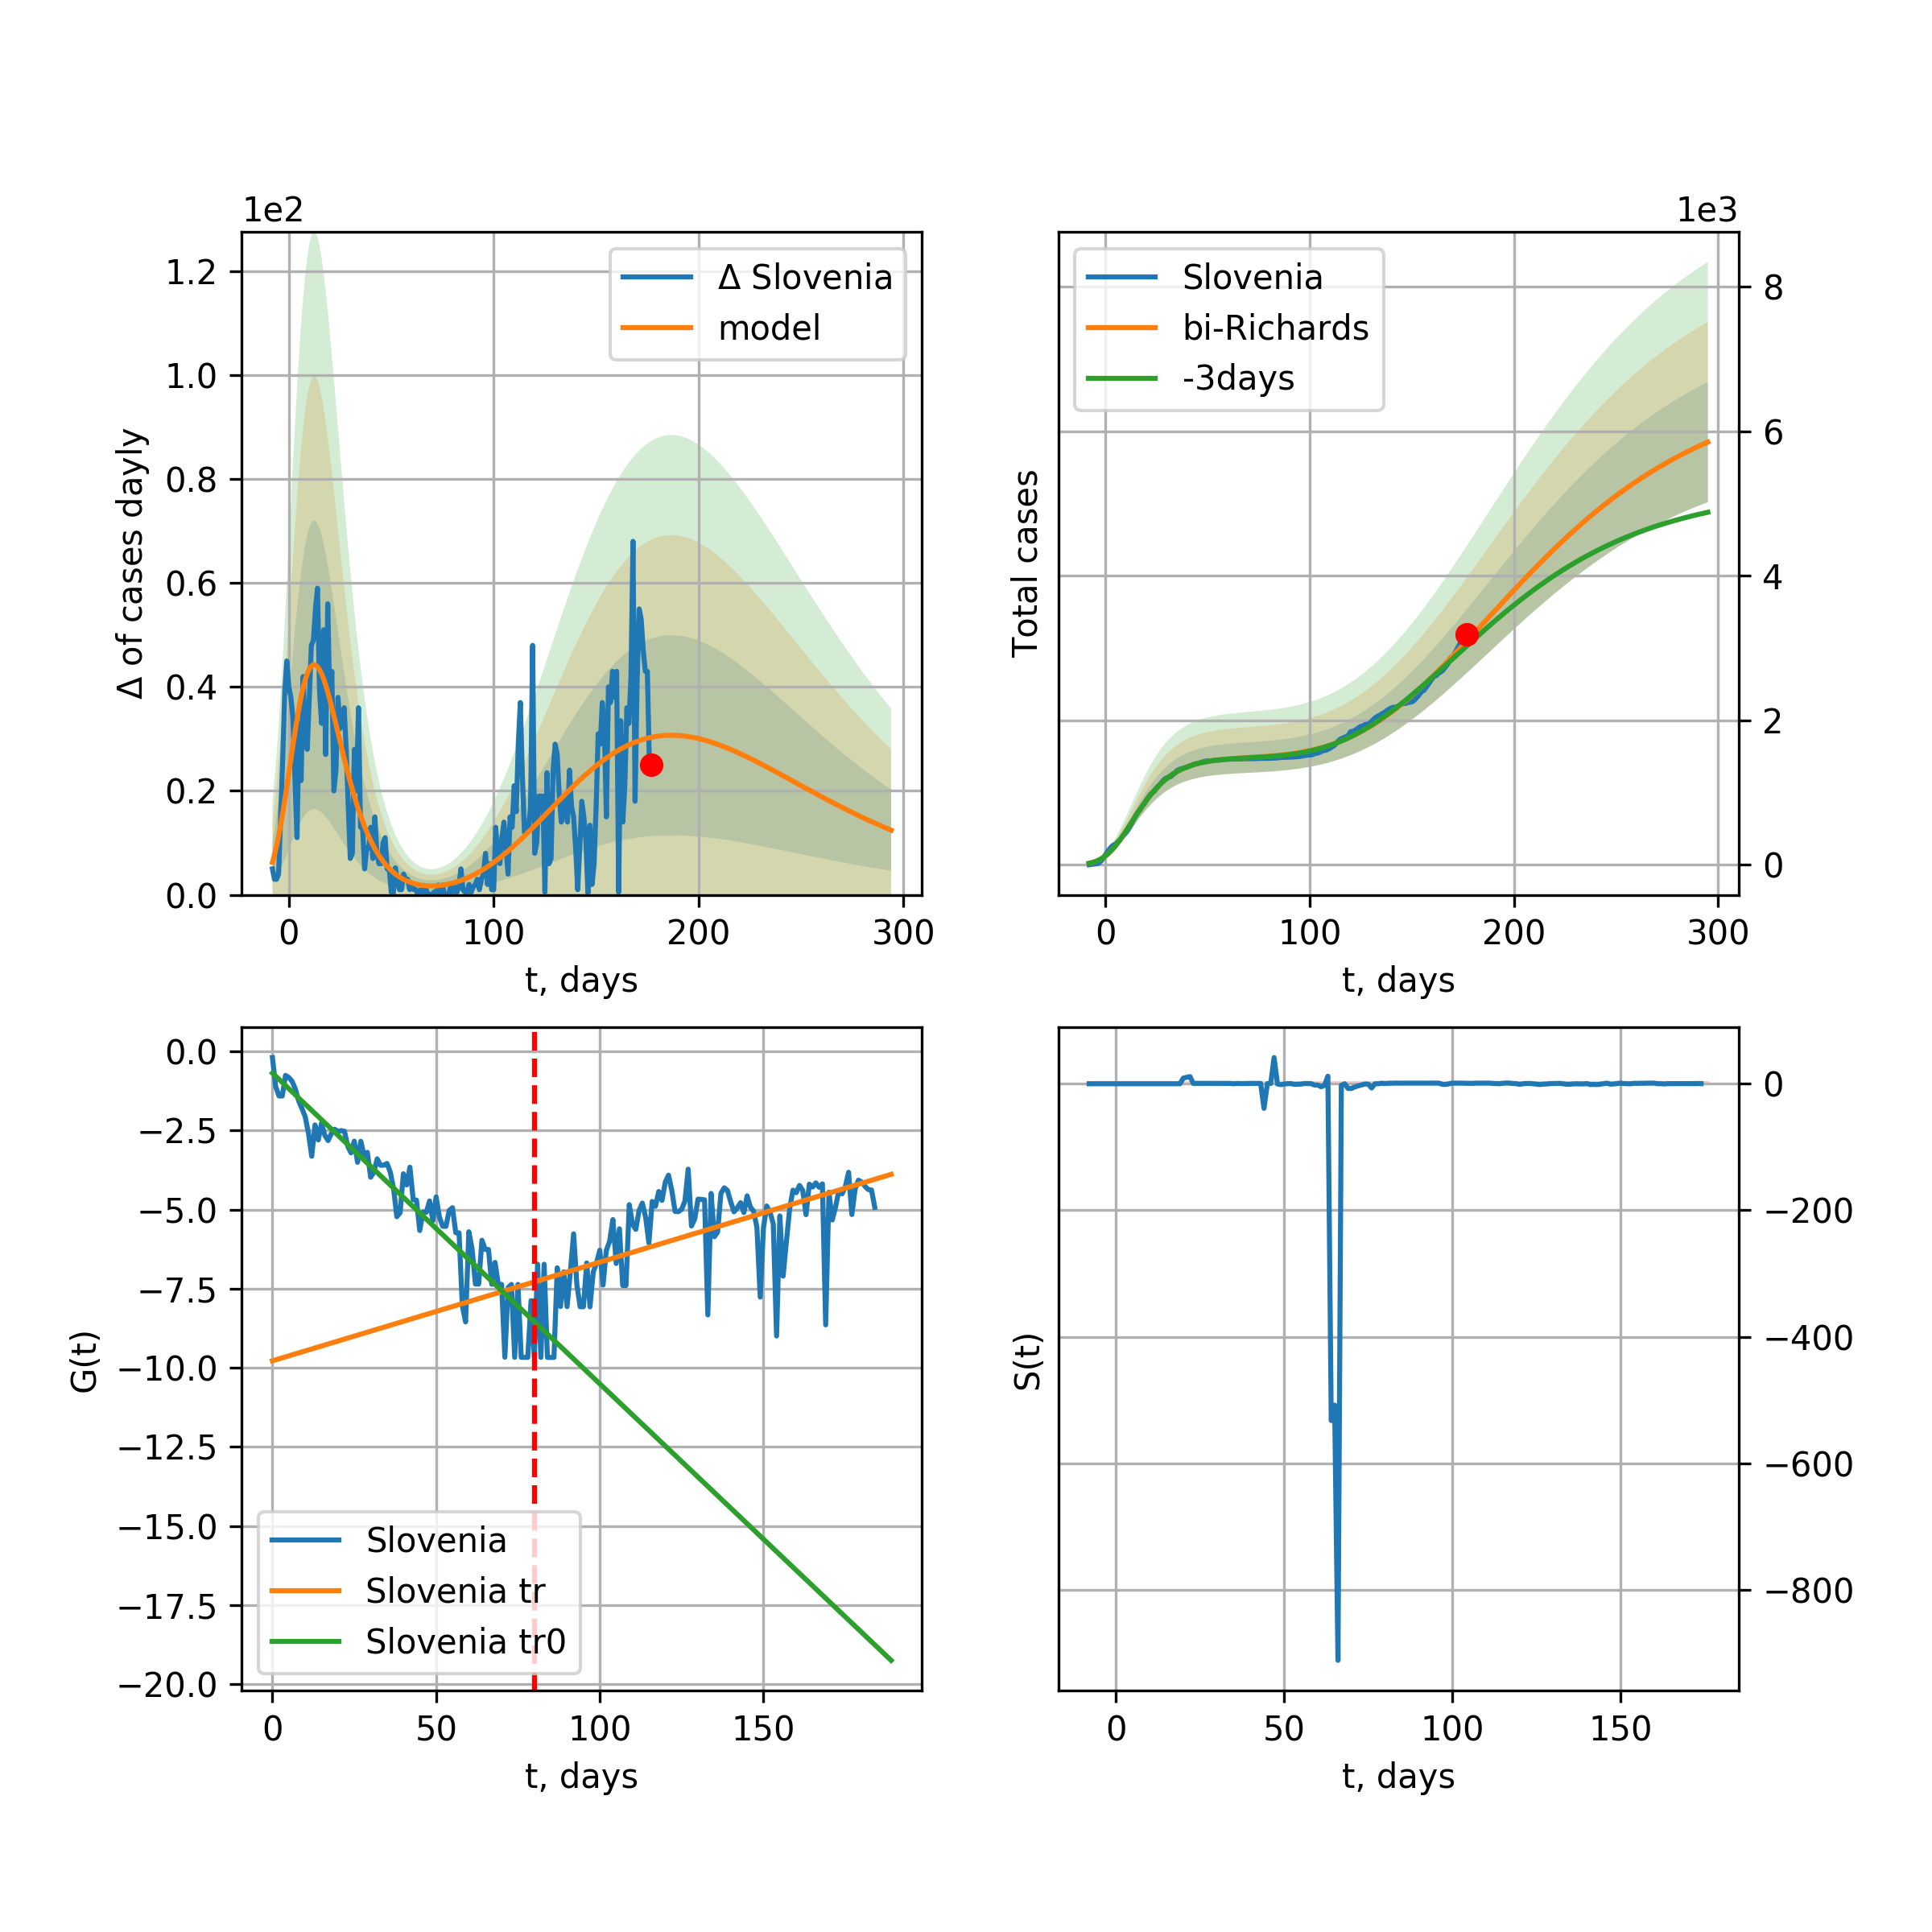 1e2
Δ Slovenia
model
1.2
1.0
0.8
0.6
0.4
0.2
0.0
Δ of cases dayly
0 100 200 300
t, days
1e3
Slovenia
bi-Richards
-3days
8
6
4
2
0
Total cases
0 100 200 300
t, days
0.0
−2.5
−5.0
−7.5
−10.0
−12.5
−15.0
−17.5
−20.0
G(t)
Slovenia
Slovenia tr
Slovenia tr0
0 50 100 150
t, days
0
−200
−400
−600
−800
S(t)
0 50 100 150
t, days